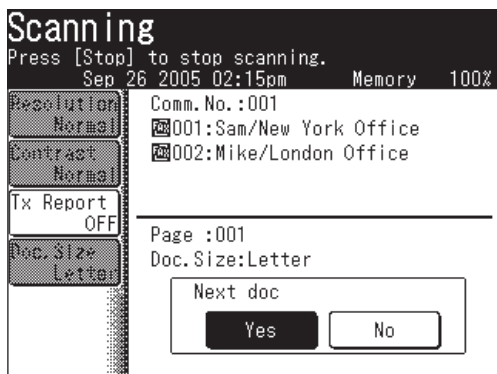 Scanning
Press [Stop] to stop scanning.
Sep 26 2005 02:15pm Memory 100%
Resolution
Normal
Contrast
Normal
Tx Report
OFF
Doc.Size
Letter
Comm.No.:001
FAX 001:Sam/New York Office
FAX 002:Mike/London Office
Page :001
Doc.Size:Letter
Next doc
Yes No